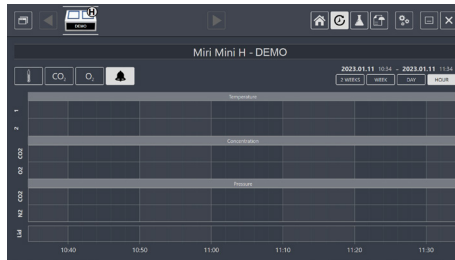 H
DEMO
Miri Mini H - DEMO
2023.01.11 10:34 - 2023.01.11 11:34
CO₂ O₂
2 WEEKS WEEK DAY HOUR
Temperature
1
2
Concentration
CO2
O2
Pressure
CO2
N2
Lid
10:40 10:50 11:00 11:10 11:20 11:30